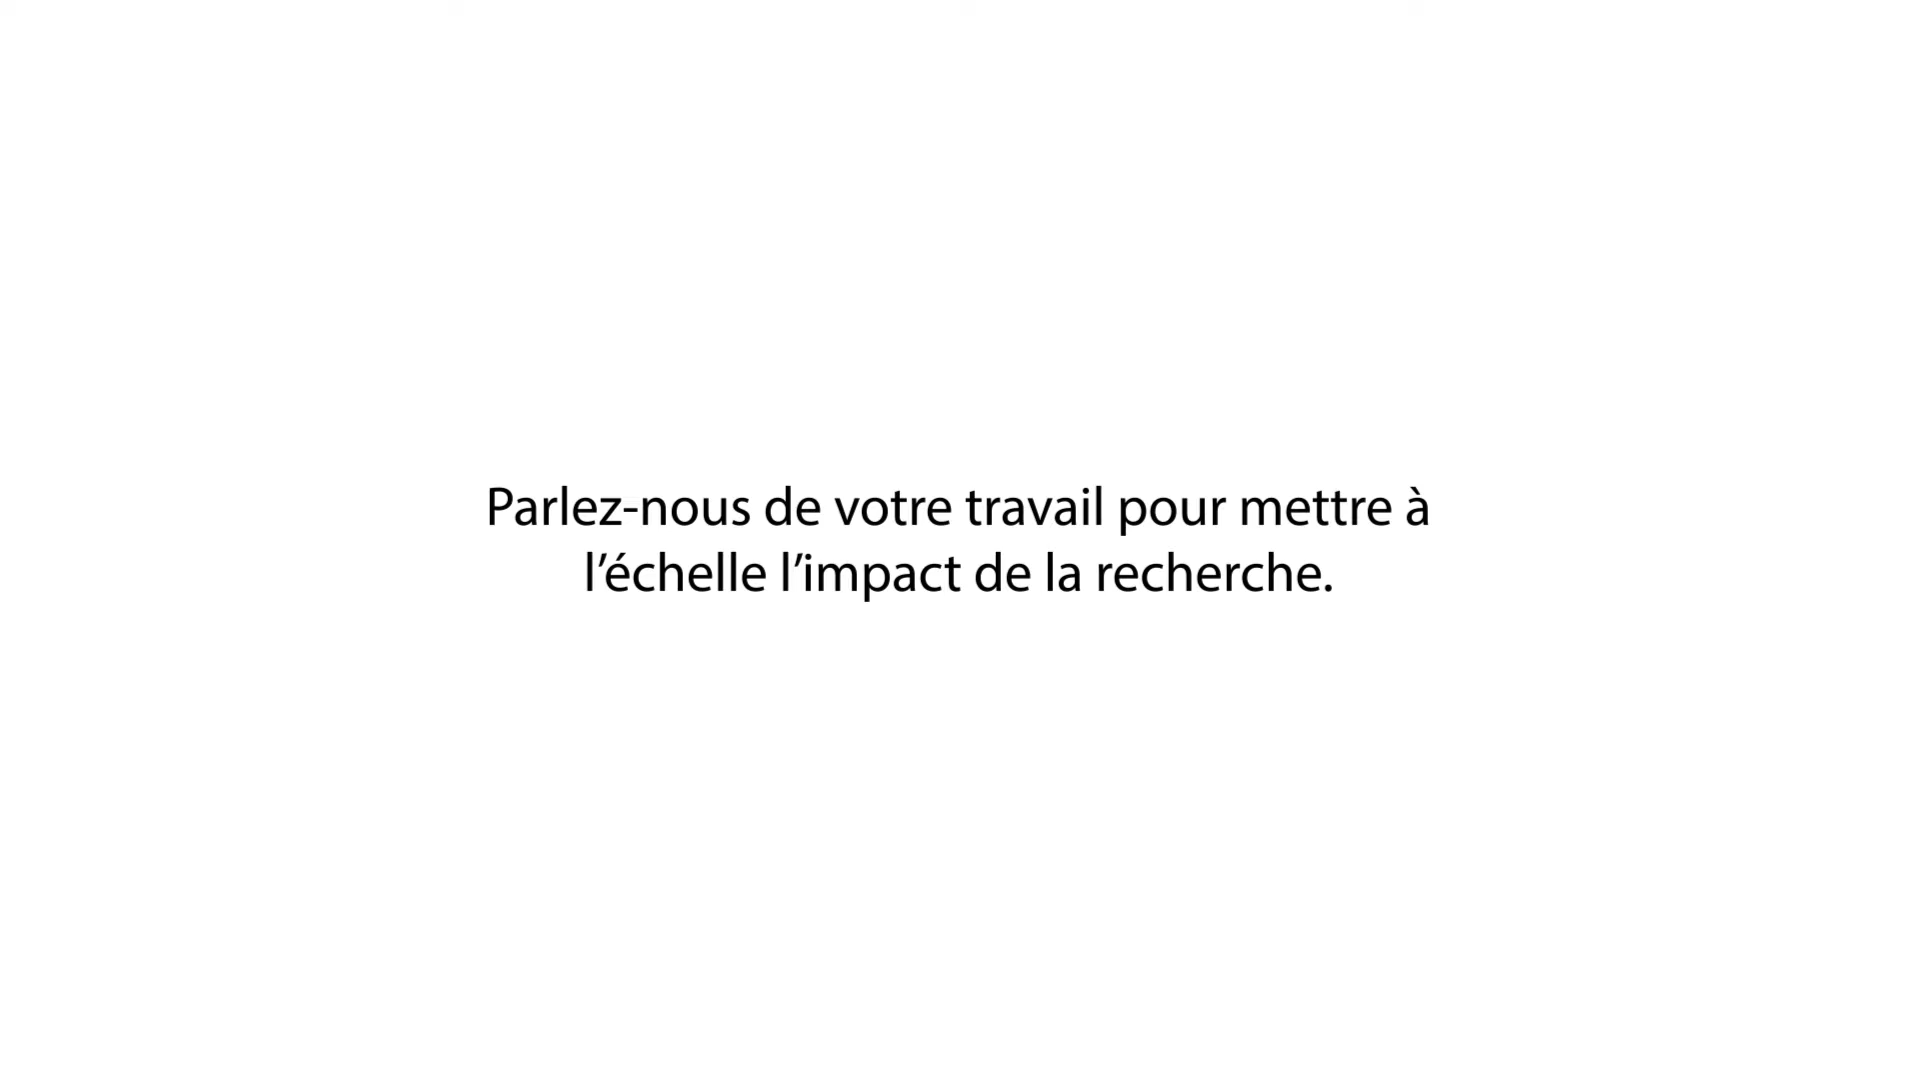 Parlez-nous de votre travail pour mettre à
l’échelle l’impact de la recherche.